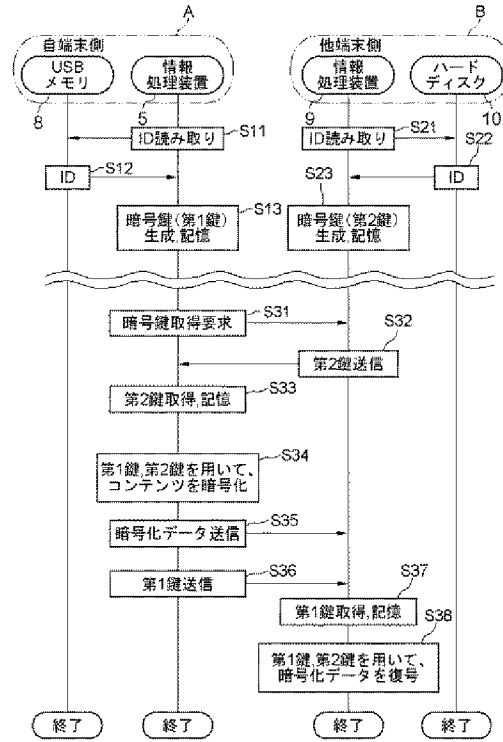 A
B
自端末側
他端末側
USB
メモリ
情報
処理装置
情報
処理装置
ハード
ディスク
8
5
9
10
ID読み取り
S11
ID読み取り
S21
ID
S12
S22
ID
暗号鍵(第1鍵)
生成,記憶
S13
S23
暗号鍵(第2鍵)
生成,記憶
暗号鍵取得要求
S31
S32
第2鍵送信
第2鍵取得,記憶
S33
S34
第1鍵,第2鍵を用いて、
コンテンツを暗号化
暗号化データ送信
S35
第1鍵送信
S36
S37
第1鍵取得,記憶
S38
第1鍵,第2鍵を用いて、
暗号化データを復号
終了
終了
終了
終了